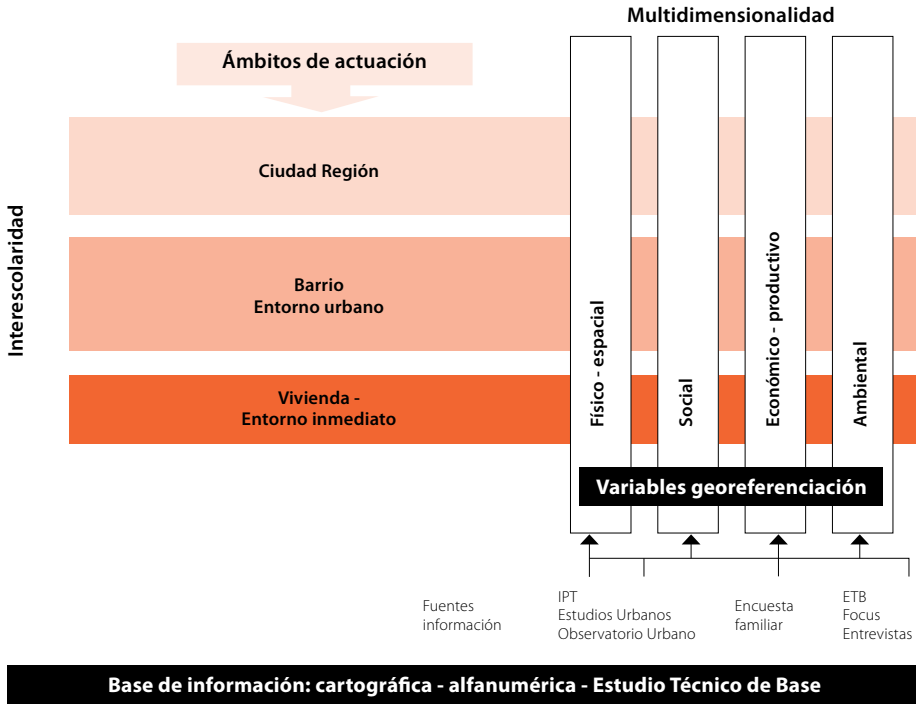 Multidimensionalidad
Ámbitos de actuación
Interescolaridad
Ciudad Región
Barrio
Entorno urbano
Vivienda -
Entorno inmediato
Físico - espacial
Social
Económico - productivo
Ambiental
Variables georeferenciación
Fuentes
información
IPT
Estudios Urbanos
Observatorio Urbano
Encuesta
familiar
ETB
Focus
Entrevistas
Base de información: cartográfica - alfanumérica - Estudio Técnico de Base